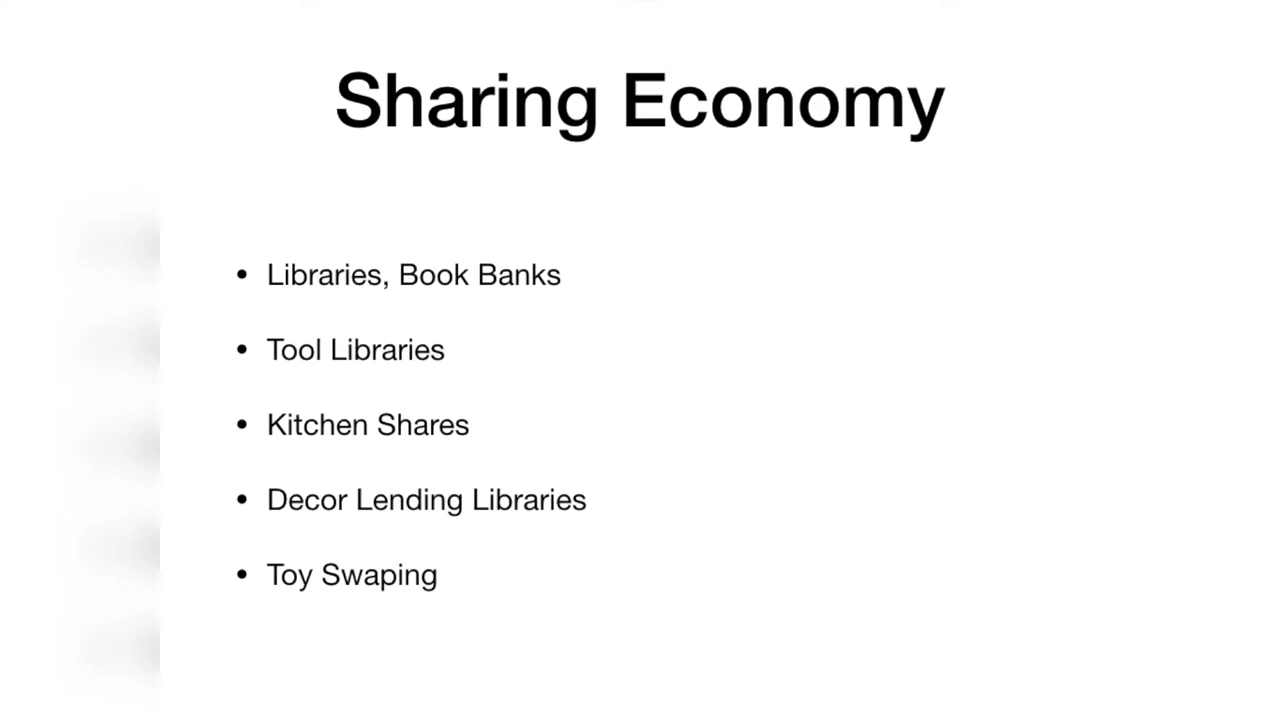 Sharing Economy
• Libraries, Book Banks
• Tool Libraries
• Kitchen Shares
• Decor Lending Libraries
• Toy Swaping